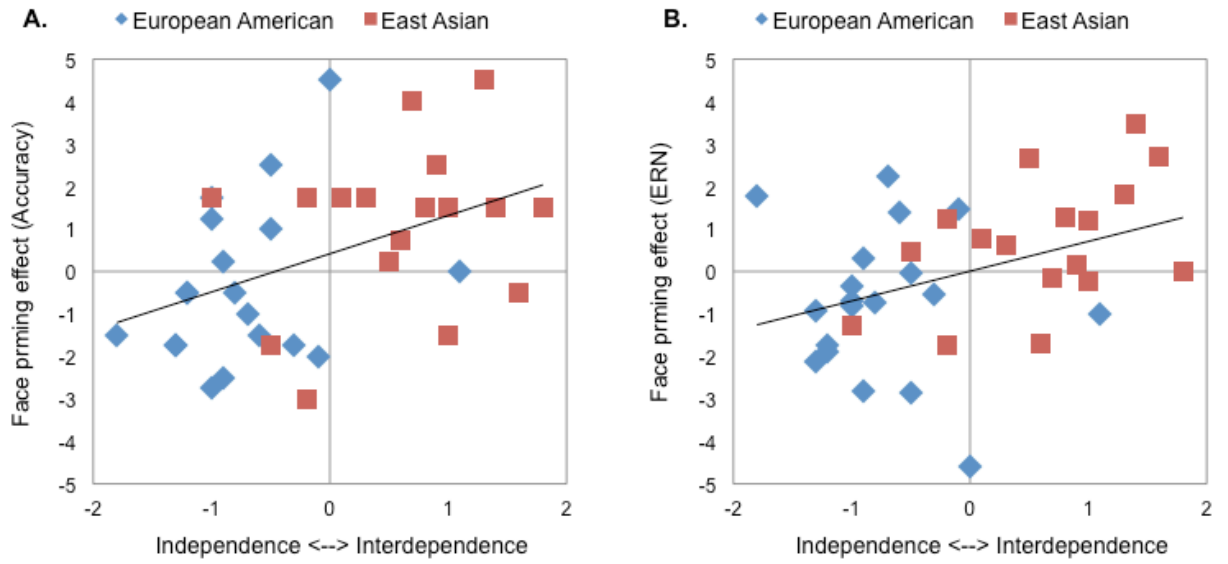 A.
European American East Asian
5
4
3
2
1
0
-1
-2
-3
-4
-5
-2 -1 0 1 2
Face prming effect (Accuracy)
Independence <--> Interdependence
B.
European American East Asian
5
4
3
2
1
0
-1
-2
-3
-4
-5
-2 -1 0 1 2
Face prming effect (ERN)
Independence <--> Interdependence